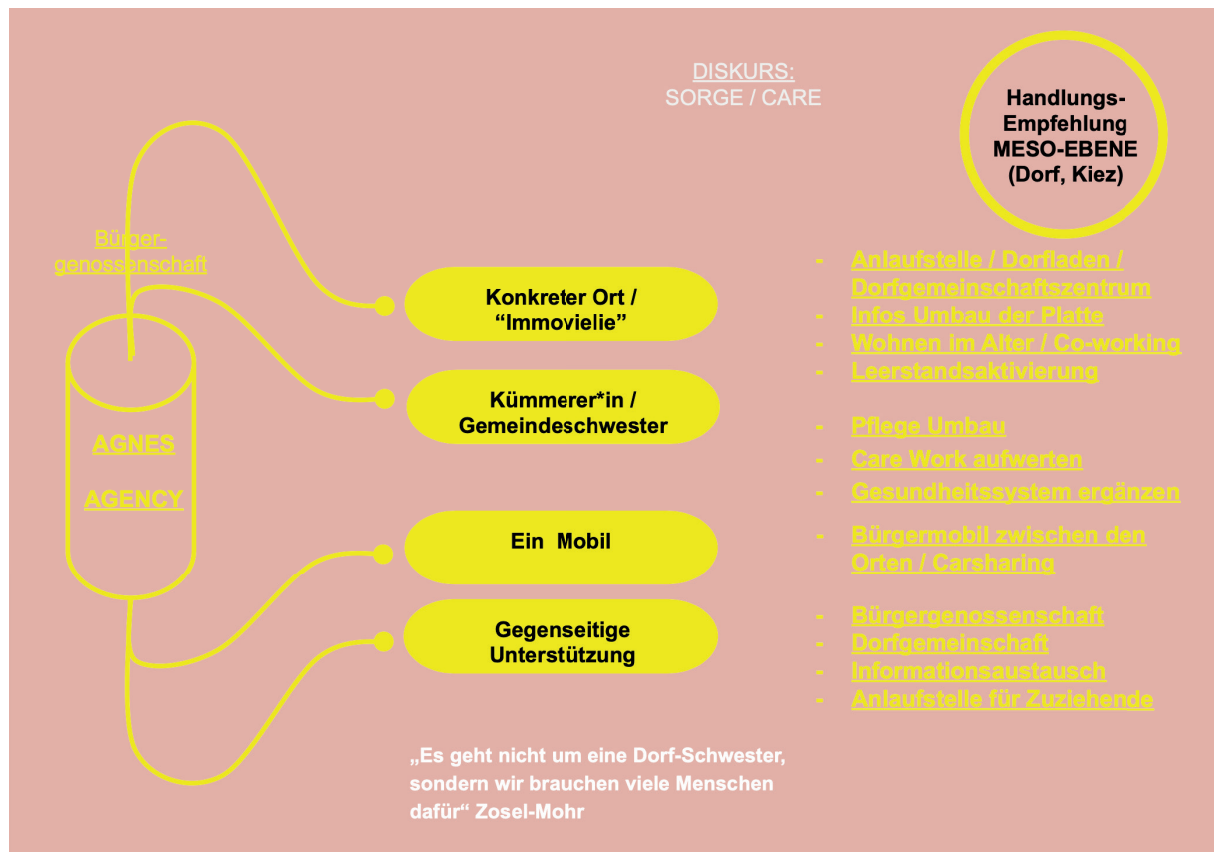 DISKURS:
SORGE / CARE
Handlungs-
Empfehlung
MESO-EBENE
(Dorf, Kiez)
Bürger-
genossenschaft
AGNES
AGENCY
Konkreter Ort /
“Immovielie”
Kümmerer*in /
Gemeindeschwester
Ein Mobil
Gegenseitige
Unterstützung
- Anlaufstelle / Dorfladen /
Dorfgemeinschaftszentrum
- Infos Umbau der Platte
- Wohnen im Alter / Co-working
- Leerstandsaktivierung
- Pflege Umbau
- Care Work aufwerten
- Gesundheitssystem ergänzen
- Bürgermobil zwischen den
Orten / Carsharing
- Bürgergenossenschaft
- Dorfgemeinschaft
- Informationsaustausch
- Anlaufstelle für Zuziehende
„Es geht nicht um eine Dorf-Schwester,
sondern wir brauchen viele Menschen
dafür“ Zosel-Mohr